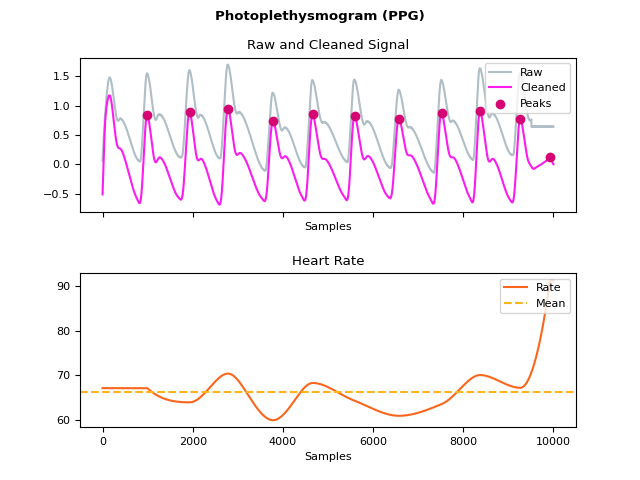 Photoplethysmogram (PPG)
Raw and Cleaned Signal
Raw
Cleaned
Peaks
1.5
1.0
0.5
0.0
−0.5
Samples
Heart Rate
Rate
Mean
90
80
70
60
0 2000 4000 6000 8000 10000
Samples